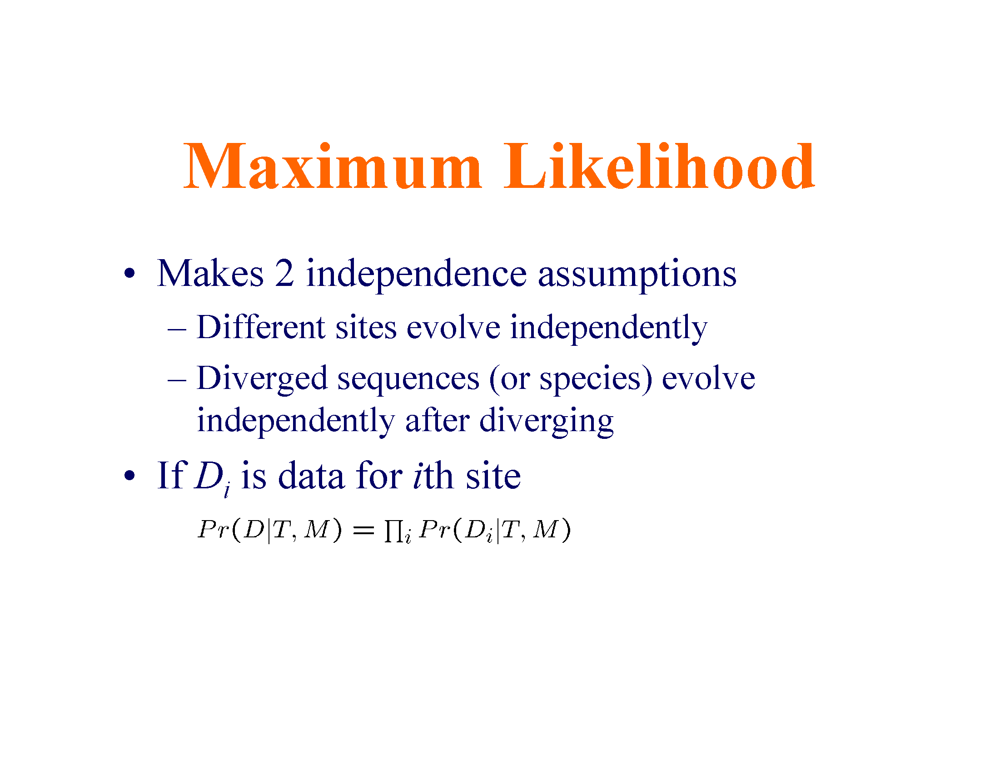 Maximum Likelihood
• Makes 2 independence assumptions
– Different sites evolve independently
– Diverged sequences (or species) evolve
independently after diverging
• If Dᵢ is data for ith site
Pr(D|T, M) = ∏ᵢ Pr(Dᵢ|T, M)